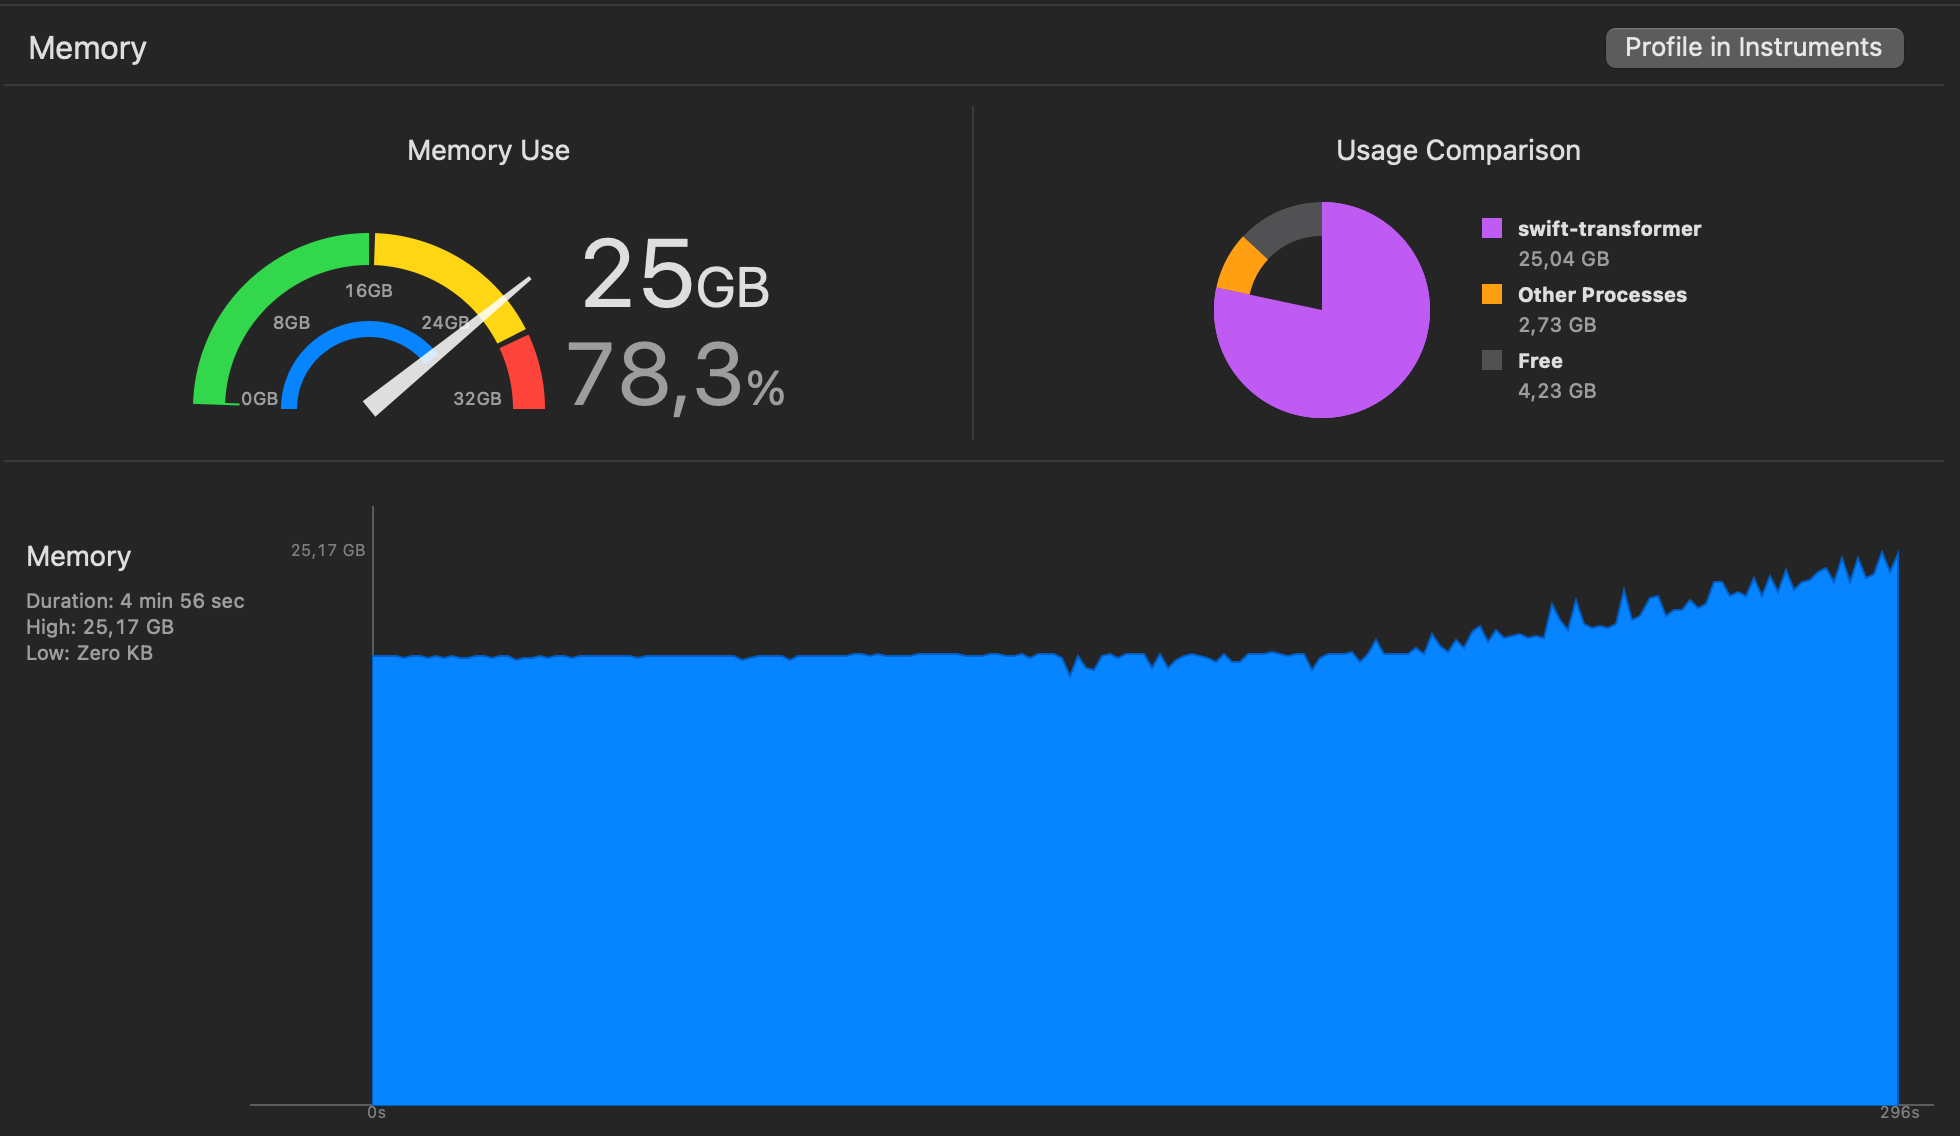 Memory
Profile in Instruments
Memory Use
Usage Comparison
25GB
78,3%
0GB
8GB
16GB
24GB
32GB
swift-transformer
25,04 GB
Other Processes
2,73 GB
Free
4,23 GB
Memory
Duration: 4 min 56 sec
High: 25,17 GB
Low: Zero KB
25,17 GB
0s
296s